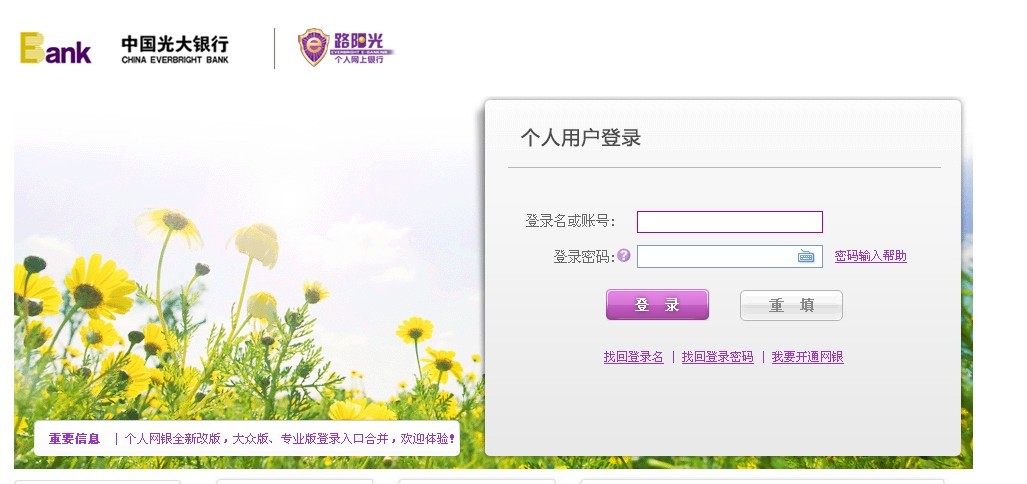 Bank
中国光大银行
CHINA EVERBRIGHT BANK
e路阳光
EVERBRIGHT E-BANKING
个人网上银行
个人用户登录
登录名或账号：
登录密码:?
密码输入帮助
登 录
重 填
找回登录名 | 找回登录密码 | 我要开通网银
重要信息 | 个人网银全新改版，大众版、专业版登录入口合并，欢迎体验！